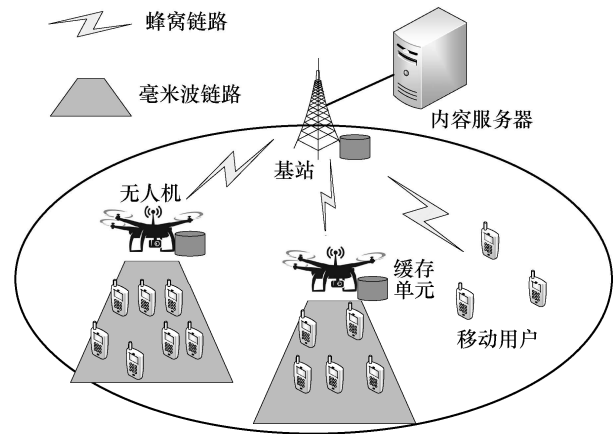 蜂窝链路
毫米波链路
内容服务器
基站
无人机
缓存
单元
移动用户